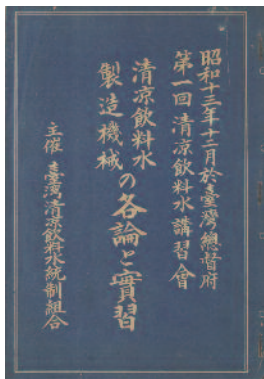 昭和十三年十二月於臺灣總督府
第一回清涼飲料水講習會
清涼飲料水
製造機械の各論と實習
主催 臺灣清涼飲料水統制組合